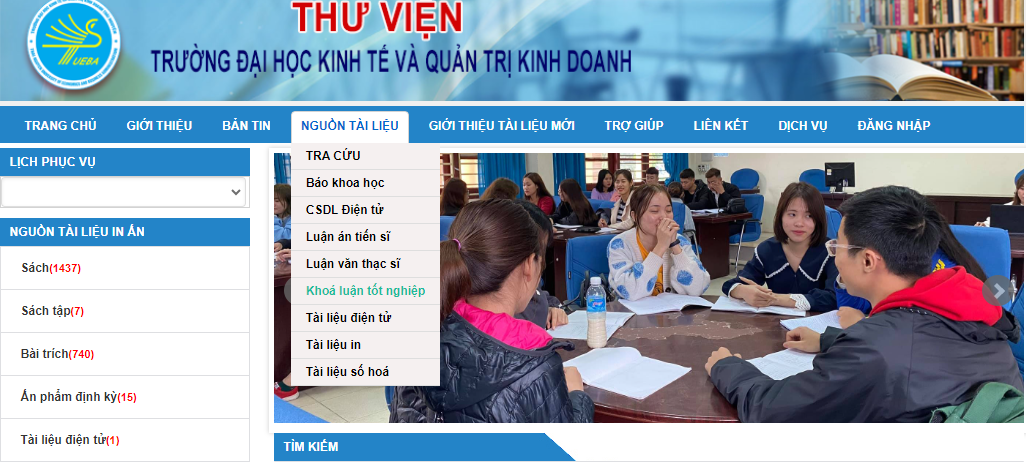 THƯ VIỆN
TRƯỜNG ĐẠI HỌC KINH TẾ VÀ QUẢN TRỊ KINH DOANH
TUEBA
TRANG CHỦ GIỚI THIỆU BẢN TIN NGUỒN TÀI LIỆU GIỚI THIỆU TÀI LIỆU MỚI TRỢ GIÚP LIÊN KẾT DỊCH VỤ ĐĂNG NHẬP
LỊCH PHỤC VỤ
NGUỒN TÀI LIỆU IN ẤN
Sách(1437)
Sách tập(7)
Bài trích(740)
Ấn phẩm định kỳ(15)
Tài liệu điện tử(1)
TRA CỨU
Báo khoa học
CSDL Điện tử
Luận án tiến sĩ
Luận văn thạc sĩ
Khoá luận tốt nghiệp
Tài liệu điện tử
Tài liệu in
Tài liệu số hoá
TÌM KIẾM